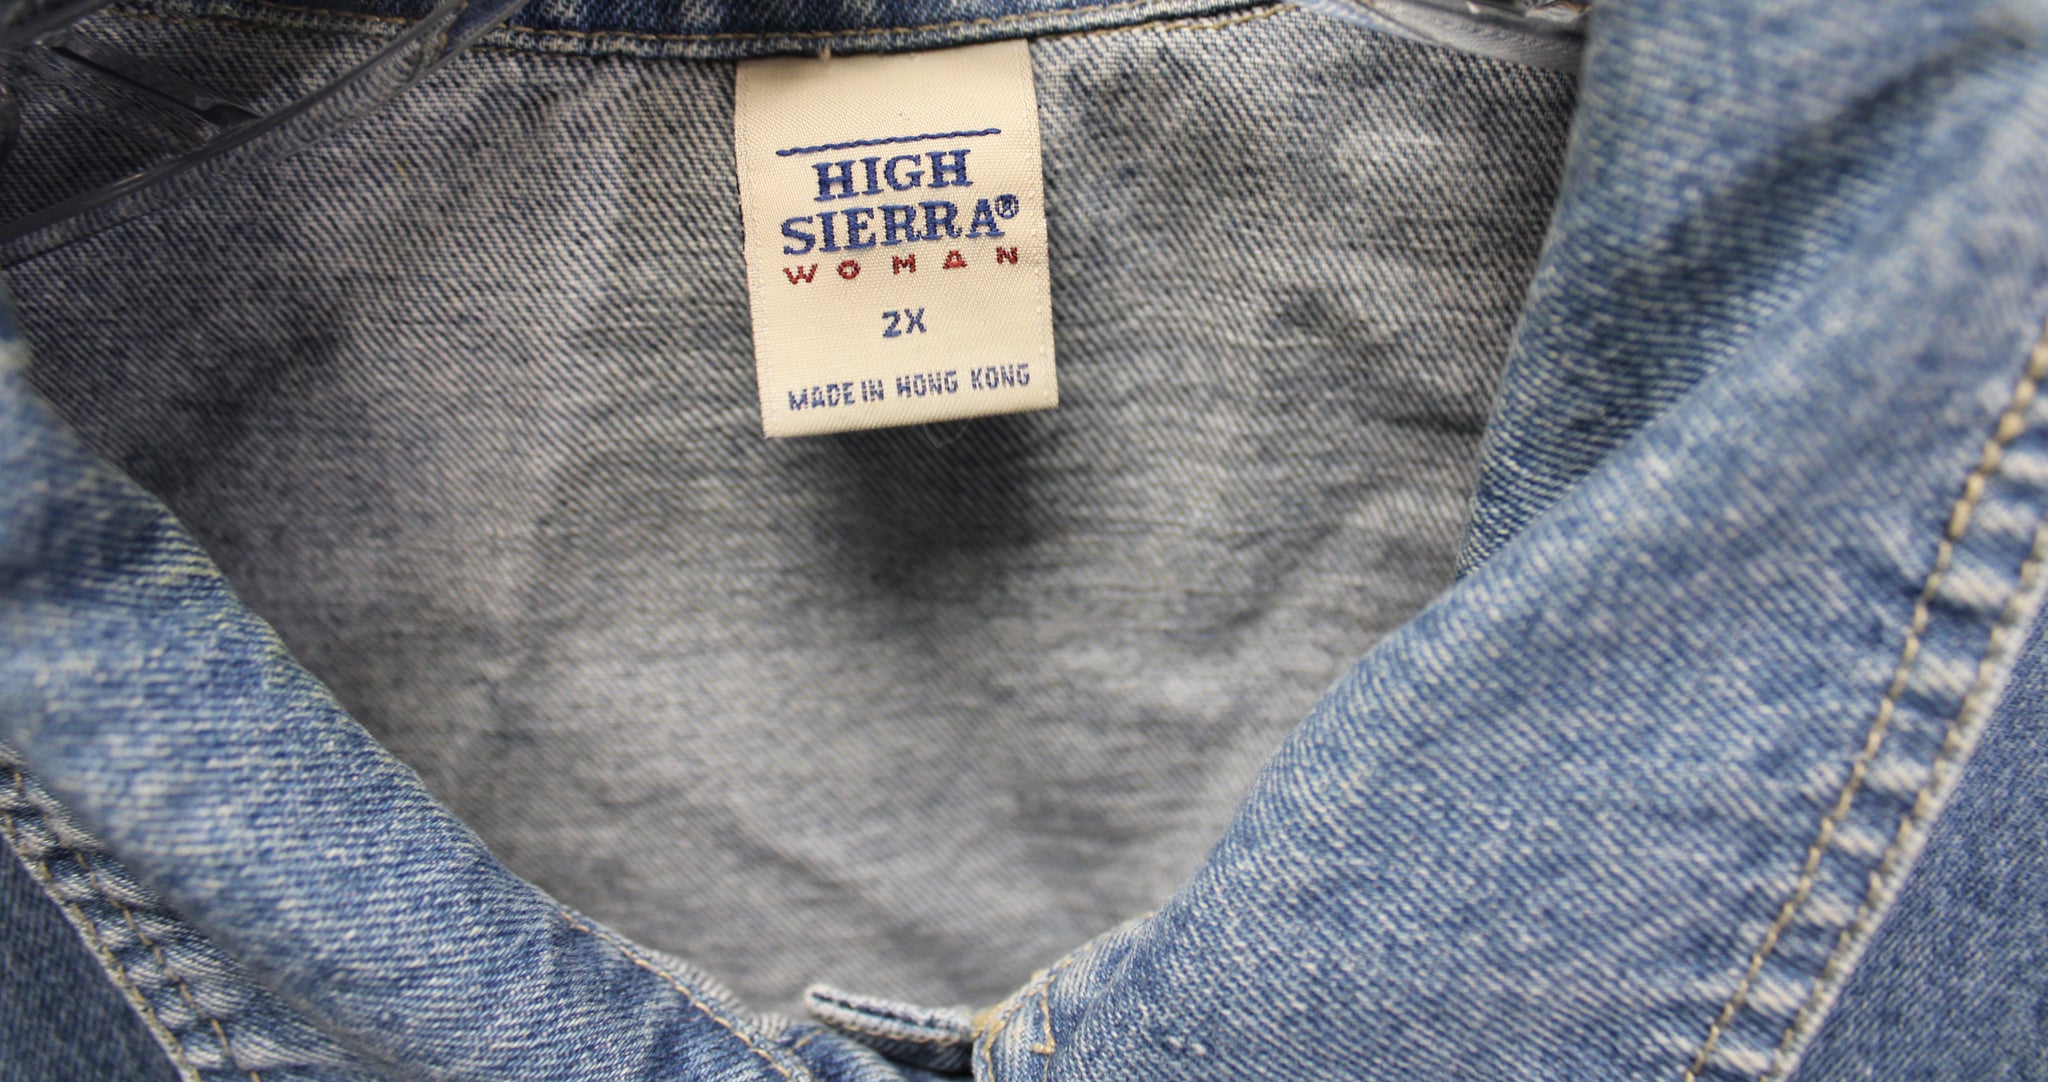 HIGH
SIERRA®
WOMAN
2X
MADE IN HONG KONG